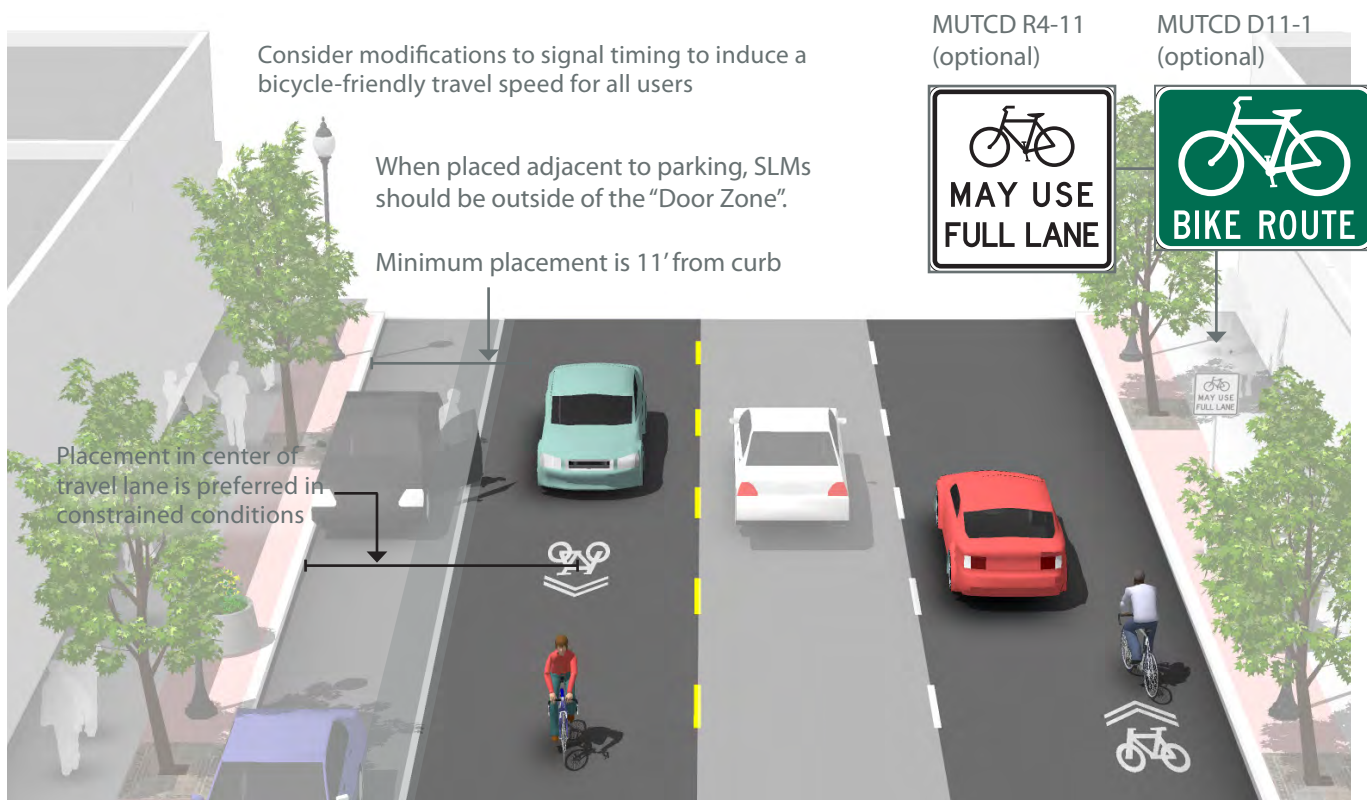 Consider modifications to signal timing to induce a
bicycle-friendly travel speed for all users
MUTCD R4-11
(optional)
MUTCD D11-1
(optional)
MAY USE
FULL LANE
BIKE ROUTE
When placed adjacent to parking, SLMs
should be outside of the “Door Zone”.
Minimum placement is 11’ from curb
Placement in center of
travel lane is preferred in
constrained conditions
MAY USE
FULL LANE